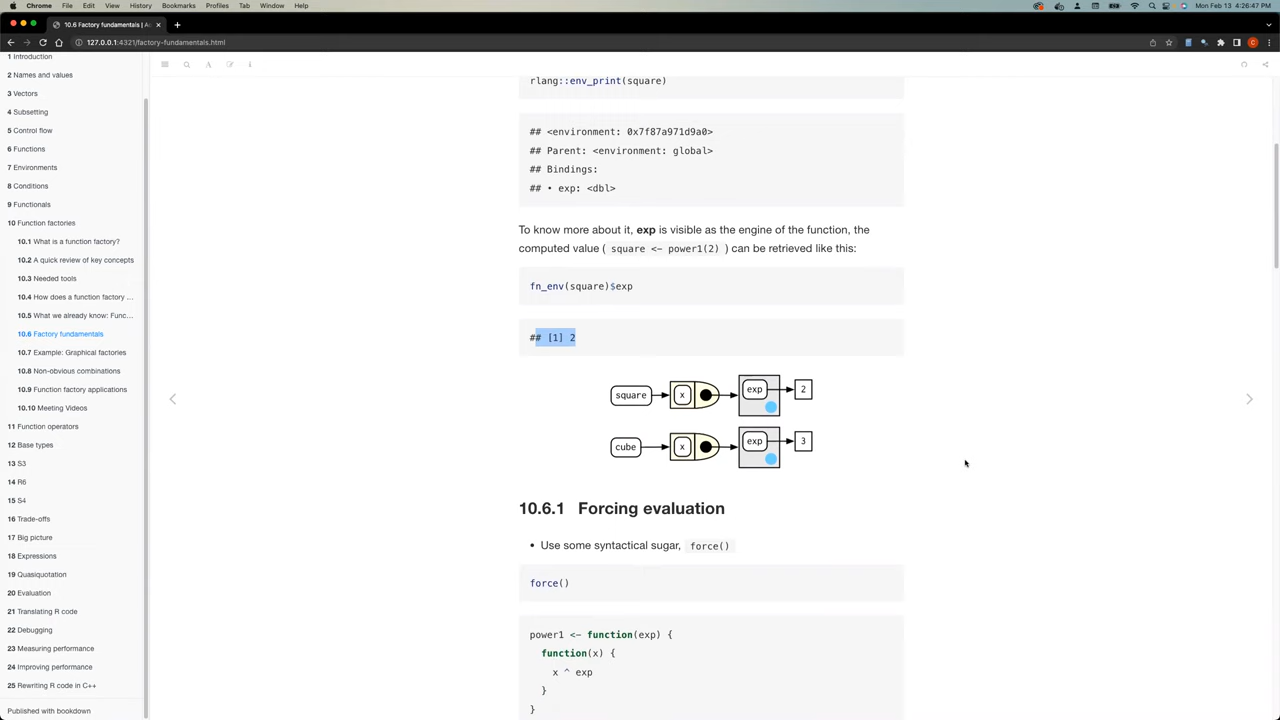 Chrome File Edit View History Bookmarks Profiles Tab Window Help Mon Feb 13 4:26:47 PM
10.6 Factory fundamentals | A
127.0.0.1:4321/factory-fundamentals.html
1 Introduction
2 Names and values
3 Vectors
4 Subsetting
5 Control flow
6 Functions
7 Environments
8 Conditions
9 Functionals
10 Function factories
10.1 What is a function factory?
10.2 A quick review of key concepts
10.3 Needed tools
10.4 How does a function factory ...
10.5 What we already know: Func...
10.6 Factory fundamentals
10.7 Example: Graphical factories
10.8 Non-obvious combinations
10.9 Function factory applications
10.10 Meeting Videos
11 Function operators
12 Base types
13 S3
14 R6
15 S4
16 Trade-offs
17 Big picture
18 Expressions
19 Quasiquotation
20 Evaluation
21 Translating R code
22 Debugging
23 Measuring performance
24 Improving performance
25 Rewriting R code in C++
Published with bookdown
rlang::env_print(square)
## <environment: 0x7f87a971d9a0>
## Parent: <environment: global>
## Bindings:
## • exp: <dbl>
To know more about it, exp is visible as the engine of the function, the
computed value ( square <- power1(2) ) can be retrieved like this:
fn_env(square)$exp
## [1] 2
square x exp 2
cube x exp 3
10.6.1 Forcing evaluation
• Use some syntactical sugar, force()
force()
power1 <- function(exp) {
function(x) {
x ^ exp
}
}